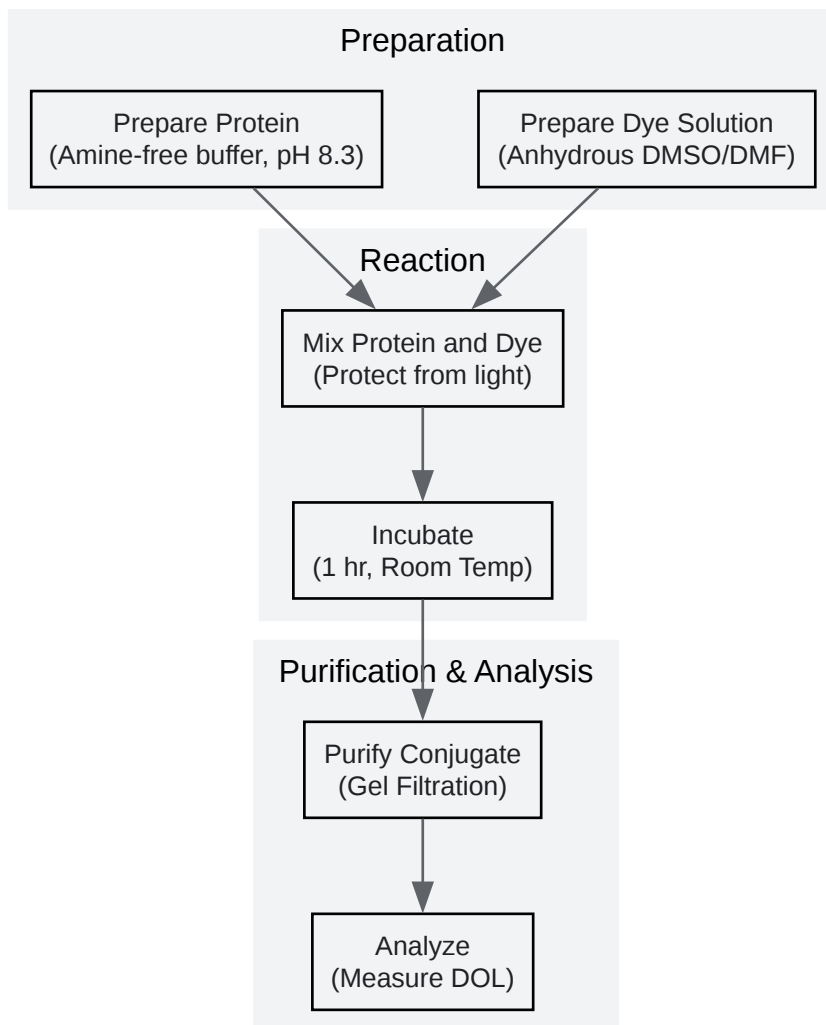 Preparation
Prepare Protein
(Amine-free buffer, pH 8.3)
Prepare Dye Solution
(Anhydrous DMSO/DMF)
Reaction
Mix Protein and Dye
(Protect from light)
Incubate
(1 hr, Room Temp)
Purification & Analysis
Purify Conjugate
(Gel Filtration)
Analyze
(Measure DOL)